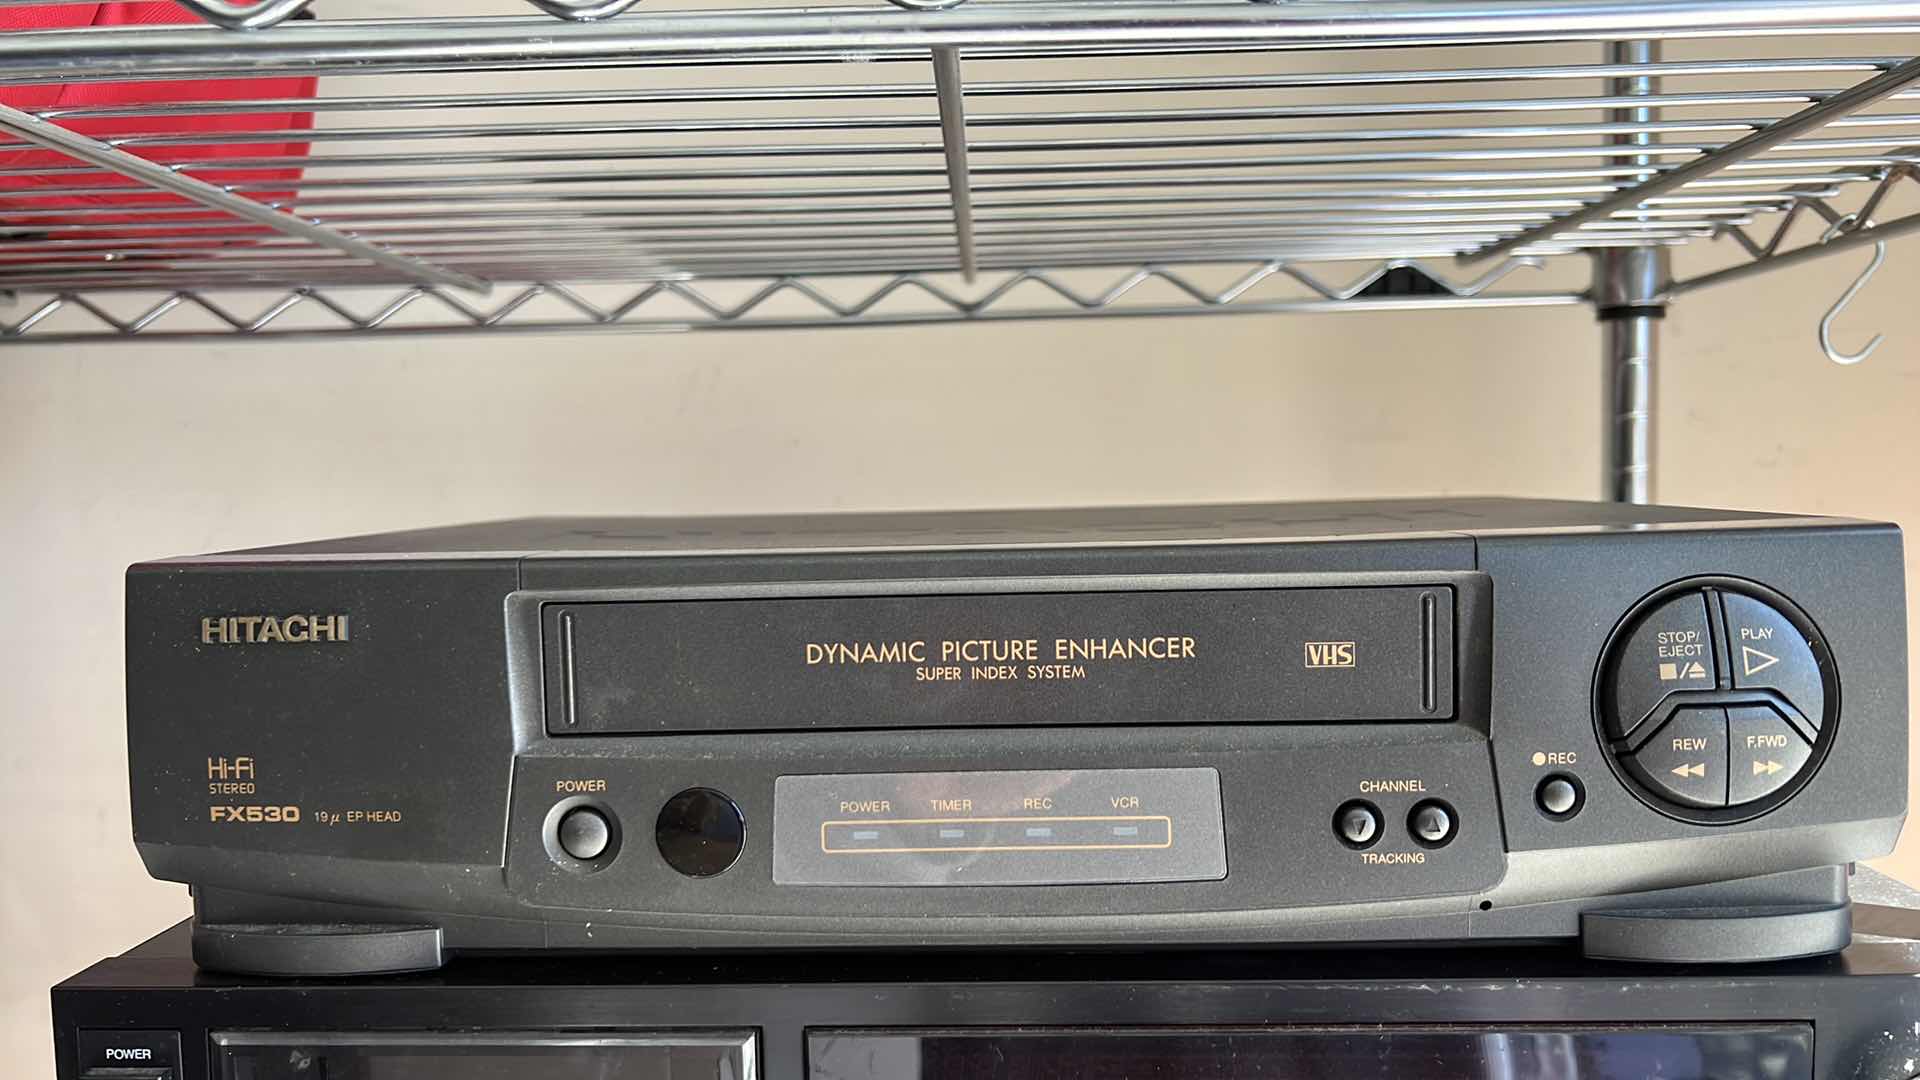 HITACHI
DYNAMIC PICTURE ENHANCER
SUPER INDEX SYSTEM
VHS
STOP/
EJECT
PLAY
REW
F.FWD
Hi-Fi
STEREO
FX530 19μ EP HEAD
POWER
POWER TIMER REC VCR
CHANNEL
TRACKING
REC
POWER